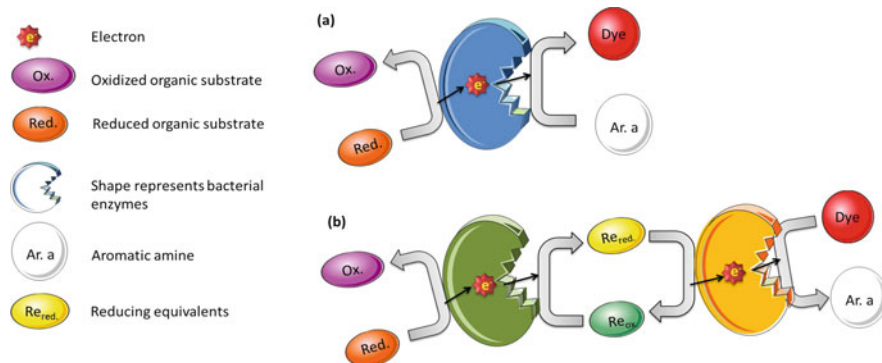 e⁻
Electron
Ox.
Oxidized organic substrate
Red.
Reduced organic substrate
Shape represents bacterial
enzymes
Ar. a
Aromatic amine
Re red.
Reducing equivalents
(a)
Ox.
Red.
e⁻
Dye
Ar. a
(b)
Ox.
Red.
e⁻
Re red.
Re ox.
e⁻
Dye
Ar. a